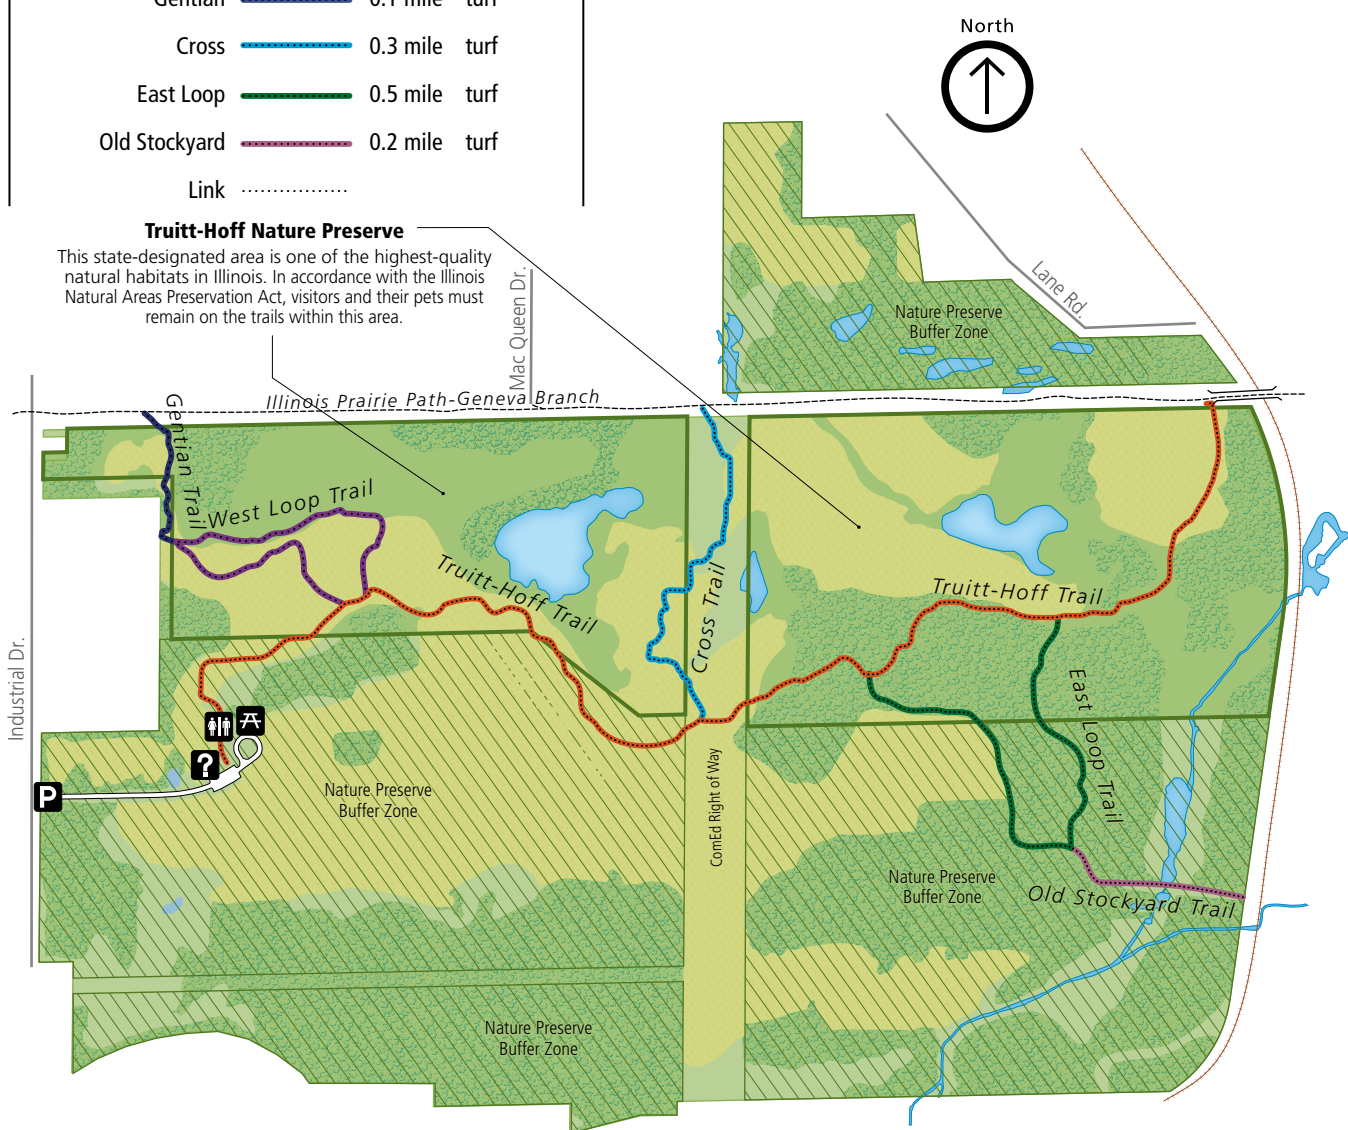 Gentian 0.1 mile turf
Cross 0.3 mile turf
East Loop 0.5 mile turf
Old Stockyard 0.2 mile turf
Link
North
Truitt-Hoff Nature Preserve
This state-designated area is one of the highest-quality
natural habitats in Illinois. In accordance with the Illinois
Natural Areas Preservation Act, visitors and their pets must
remain on the trails within this area.
Mac Queen Dr.
Lane Rd.
Nature Preserve
Buffer Zone
Illinois Prairie Path-Geneva Branch
Gentian Trail
West Loop Trail
Truitt-Hoff Trail
Cross Trail
Truitt-Hoff Trail
East Loop Trail
Industrial Dr.
?
P
Nature Preserve
Buffer Zone
ComEd Right of Way
Nature Preserve
Buffer Zone
Old Stockyard Trail
Nature Preserve
Buffer Zone